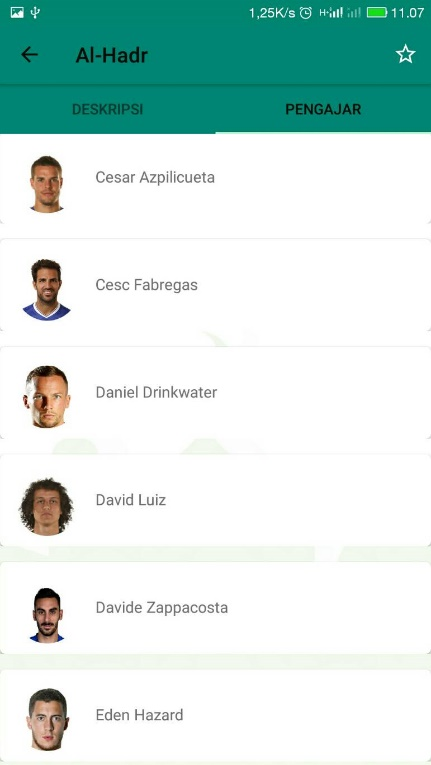 1,25K/s H 11.07
Al-Hadr
DESKRIPSI PENGAJAR
Cesar Azpilicueta
Cesc Fabregas
Daniel Drinkwater
David Luiz
Davide Zappacosta
Eden Hazard